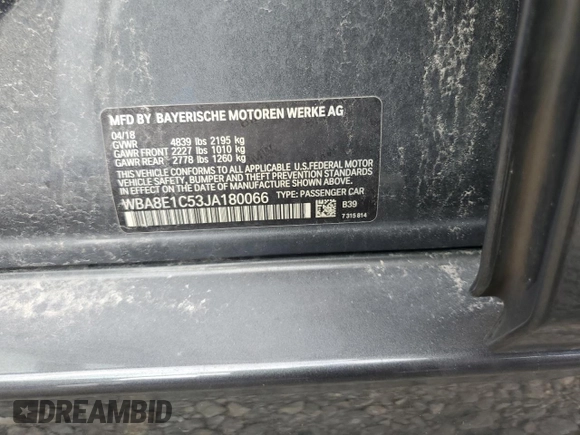 MFD BY BAYERISCHE MOTOREN WERKE AG
04/18
GVWR 4839 lbs 2195 kg
GAWR FRONT 2227 lbs 1010 kg
GAWR REAR 2778 lbs 1260 kg
THIS VEHICLE CONFORMS TO ALL APPLICABLE U.S.FEDERAL MOTOR
VEHICLE SAFETY, BUMPER, AND THEFT PREVENTION STANDARDS
IN EFFECT ON THE DATE OF MANUFACTURE SHOWN ABOVE.
WBA8E1C53JA180066 TYPE: PASSENGER CAR
B39
7 315 814
DREAMBID